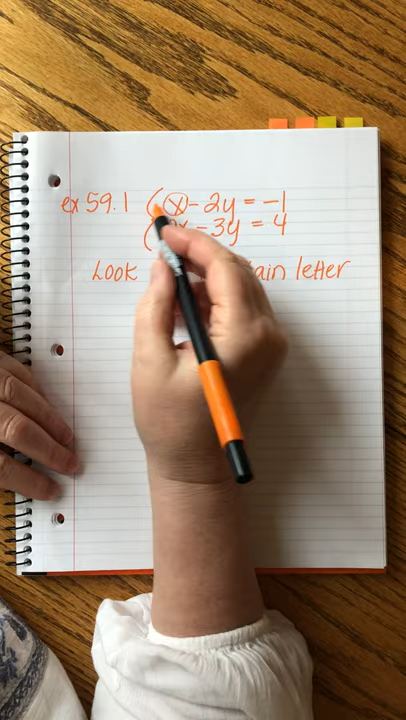 ex 59.1 x - 2y = -1
x - 3y = 4
Look letter